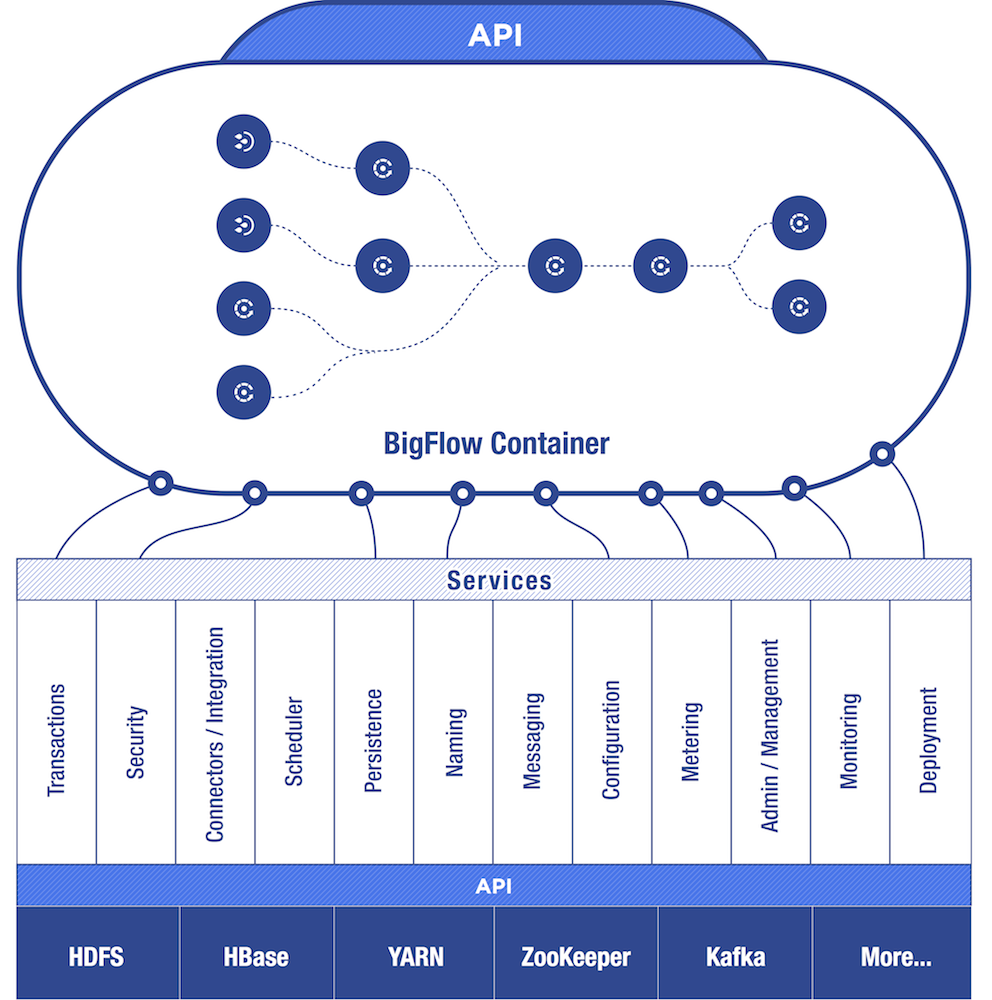 API
BigFlow Container
Services
Transactions
Security
Connectors / Integration
Scheduler
Persistence
Naming
Messaging
Configuration
Metering
Admin / Management
Monitoring
Deployment
API
HDFS
HBase
YARN
ZooKeeper
Kafka
More...